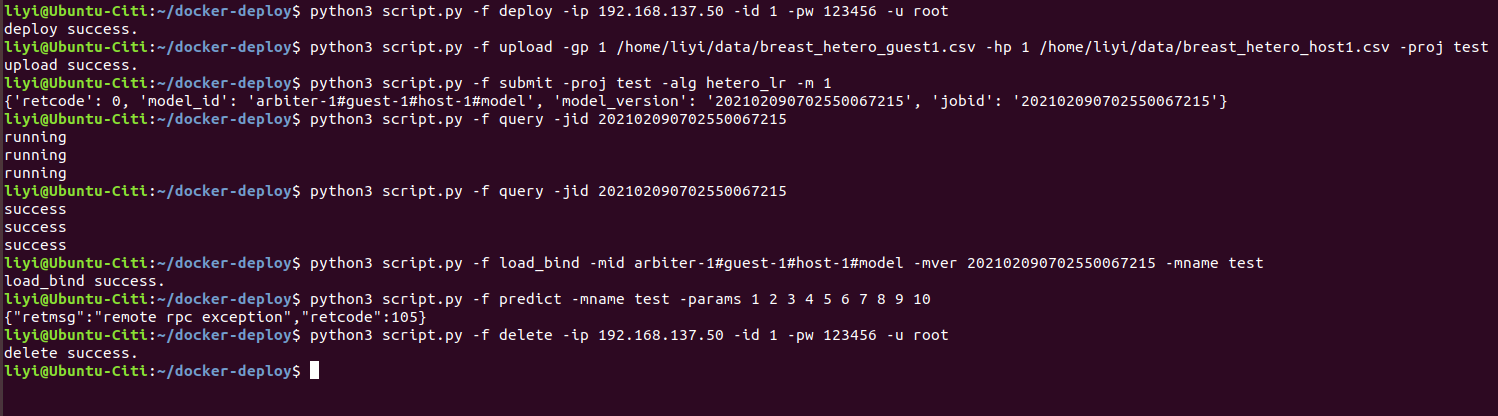 liyi@Ubuntu-Citi:~/docker-deploy$ python3 script.py -f deploy -ip 192.168.137.50 -id 1 -pw 123456 -u root
deploy success.
liyi@Ubuntu-Citi:~/docker-deploy$ python3 script.py -f upload -gp 1 /home/liyi/data/breast_hetero_guest1.csv -hp 1 /home/liyi/data/breast_hetero_host1.csv -proj test
upload success.
liyi@Ubuntu-Citi:~/docker-deploy$ python3 script.py -f submit -proj test -alg hetero_lr -m 1
{'retcode': 0, 'model_id': 'arbiter-1#guest-1#host-1#model', 'model_version': '202102090702550067215', 'jobid': '202102090702550067215'}
liyi@Ubuntu-Citi:~/docker-deploy$ python3 script.py -f query -jid 202102090702550067215
running
running
running
liyi@Ubuntu-Citi:~/docker-deploy$ python3 script.py -f query -jid 202102090702550067215
success
success
success
liyi@Ubuntu-Citi:~/docker-deploy$ python3 script.py -f load_bind -mid arbiter-1#guest-1#host-1#model -mver 202102090702550067215 -mname test
load_bind success.
liyi@Ubuntu-Citi:~/docker-deploy$ python3 script.py -f predict -mname test -params 1 2 3 4 5 6 7 8 9 10
{"retmsg":"remote rpc exception","retcode":105}
liyi@Ubuntu-Citi:~/docker-deploy$ python3 script.py -f delete -ip 192.168.137.50 -id 1 -pw 123456 -u root
delete success.
liyi@Ubuntu-Citi:~/docker-deploy$